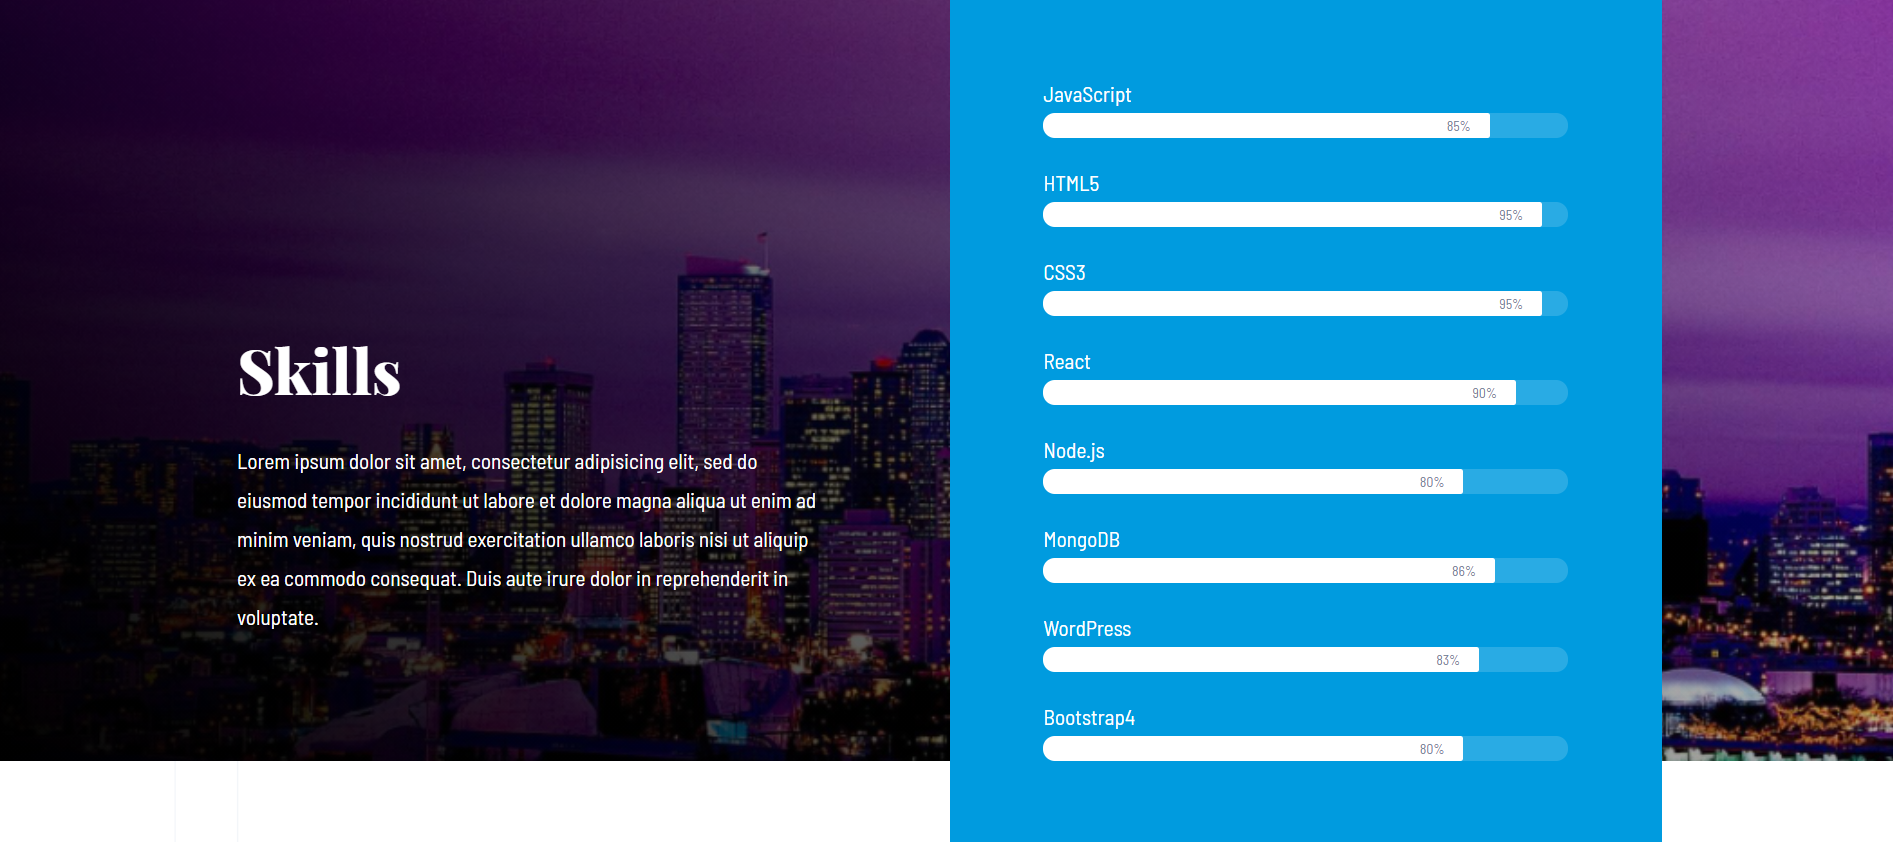 Skills
Lorem ipsum dolor sit amet, consectetur adipisicing elit, sed do
eiusmod tempor incididunt ut labore et dolore magna aliqua ut enim ad
minim veniam, quis nostrud exercitation ullamco laboris nisi ut aliquip
ex ea commodo consequat. Duis aute irure dolor in reprehenderit in
voluptate.
JavaScript
85%
HTML5
95%
CSS3
95%
React
90%
Node.js
80%
MongoDB
86%
WordPress
83%
Bootstrap4
80%